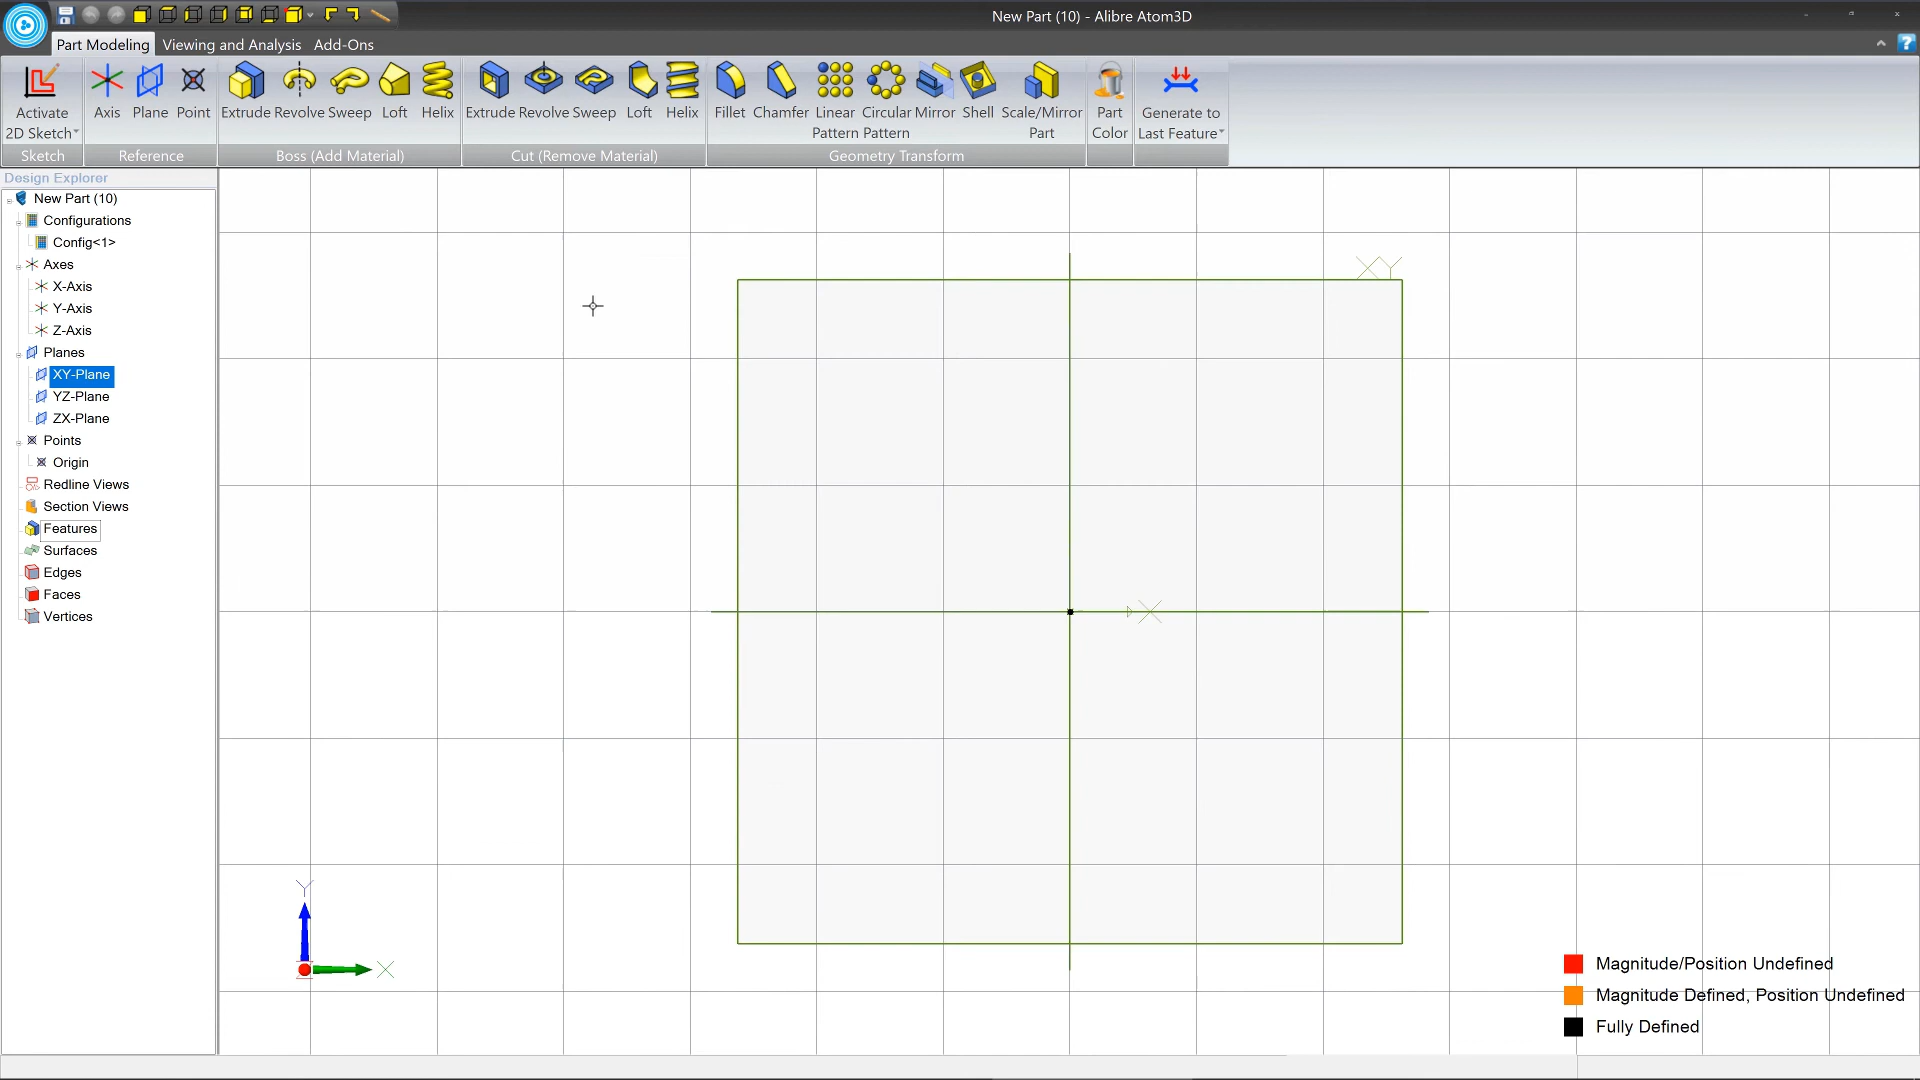 New Part (10) - Alibre Atom3D
Part Modeling Viewing and Analysis Add-Ons
?
Activate 2D Sketch
Axis Plane Point
Extrude Revolve Sweep Loft Helix
Extrude Revolve Sweep Loft Helix
Fillet Chamfer Linear Pattern Circular Pattern Mirror Shell Scale/Mirror Part
Part Color
Generate to Last Feature
Sketch Reference Boss (Add Material) Cut (Remove Material) Geometry Transform
Design Explorer
New Part (10)
Configurations
Config<1>
Axes
X-Axis
Y-Axis
Z-Axis
Planes
XY-Plane
YZ-Plane
ZX-Plane
Points
Origin
Redline Views
Section Views
Features
Surfaces
Edges
Faces
Vertices
XY
X
Y
X
Magnitude/Position Undefined
Magnitude Defined, Position Undefined
Fully Defined